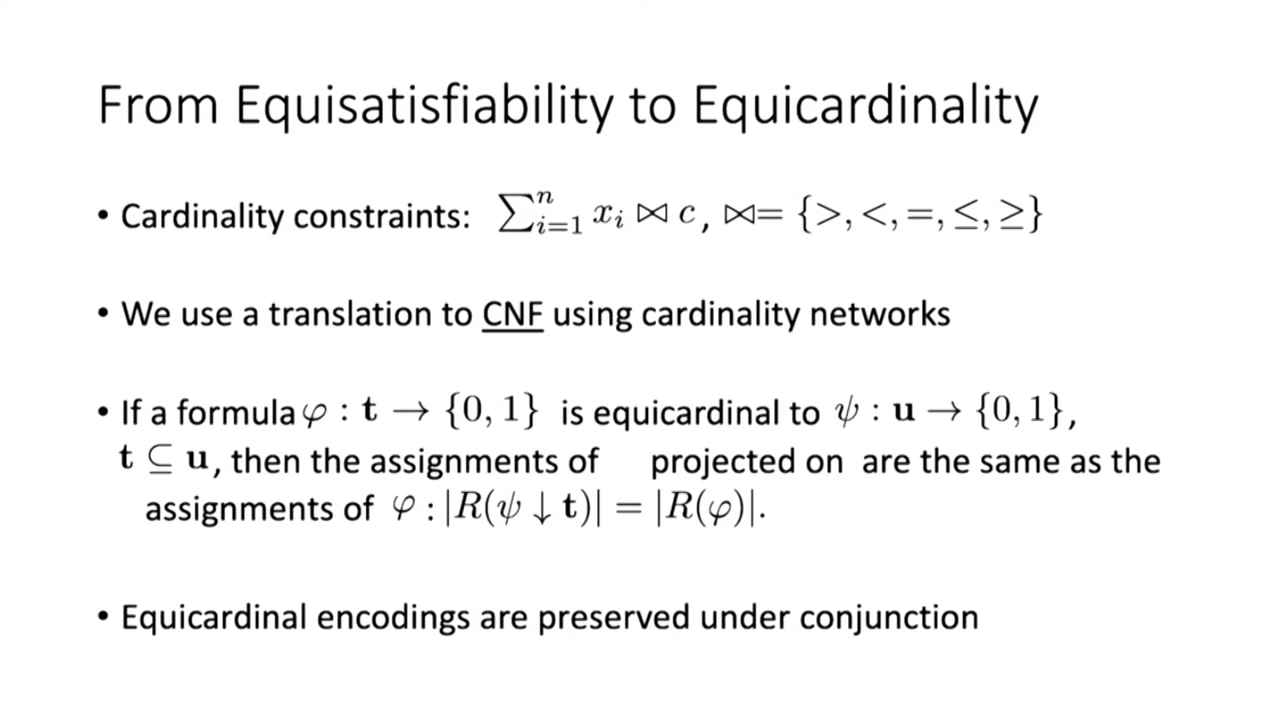 From Equisatisfiability to Equicardinality
• Cardinality constraints: ∑ⁿᵢ₌₁ xᵢ ⋈ c, ⋈= {>, <, =, ≤, ≥}
• We use a translation to CNF using cardinality networks
• If a formula φ : t → {0, 1} is equicardinal to ψ : u → {0, 1},
t ⊆ u, then the assignments of projected on are the same as the
assignments of φ : |R(ψ ↓ t)| = |R(φ)|.
• Equicardinal encodings are preserved under conjunction